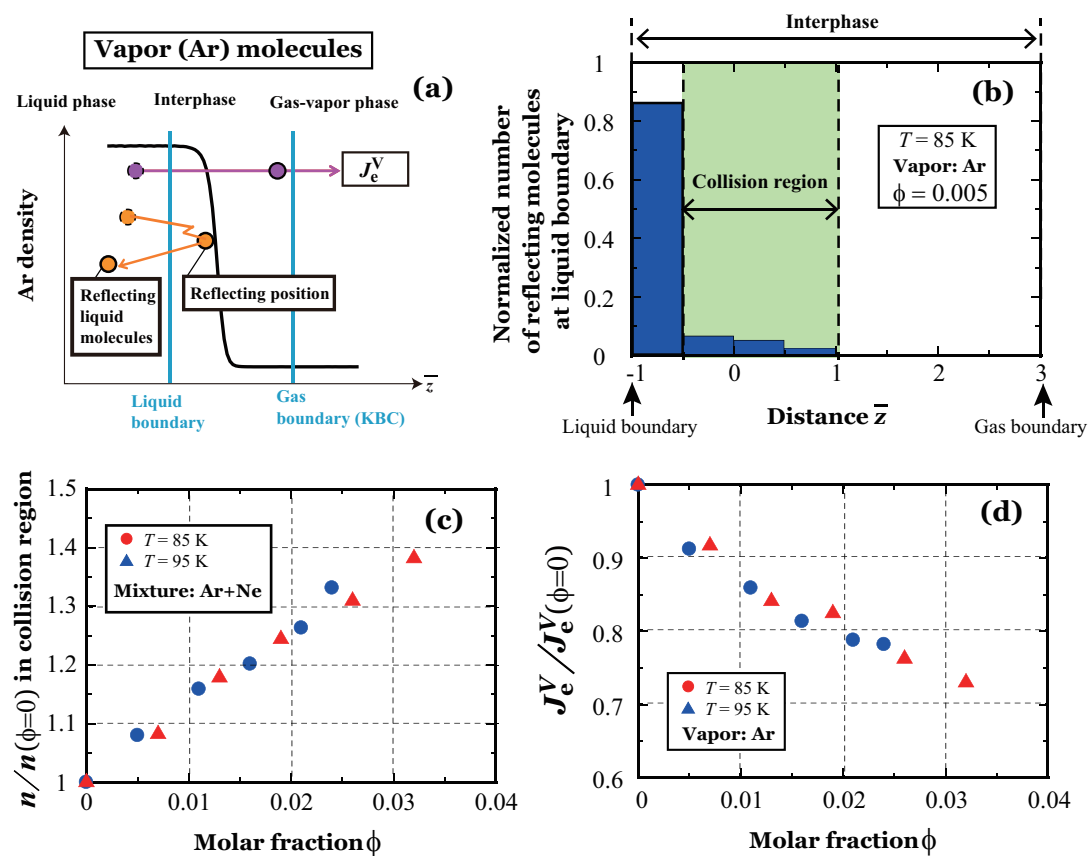 Vapor (Ar) molecules
(a)
Liquid phase
Interphase
Gas-vapor phase
J_e^V
Ar density
Reflecting
liquid
molecules
Reflecting position
z̅
Liquid
boundary
Gas
boundary (KBC)
Interphase
(b)
Normalized number
of reflecting molecules
at liquid boundary
1
0.8
0.6
0.4
0.2
0
T = 85 K
Vapor: Ar
ϕ = 0.005
Collision region
-1
0
1
2
3
Distance z̅
Liquid boundary
Gas boundary
(c)
n/n(ϕ=0) in collision region
1.5
1.4
1.3
1.2
1.1
1
T = 85 K
T = 95 K
Mixture: Ar+Ne
0
0.01
0.02
0.03
0.04
Molar fraction ϕ
(d)
J_e^V/J_e^V(ϕ=0)
1
0.9
0.8
0.7
0.6
T = 85 K
T = 95 K
Vapor: Ar
0
0.01
0.02
0.03
0.04
Molar fraction ϕ